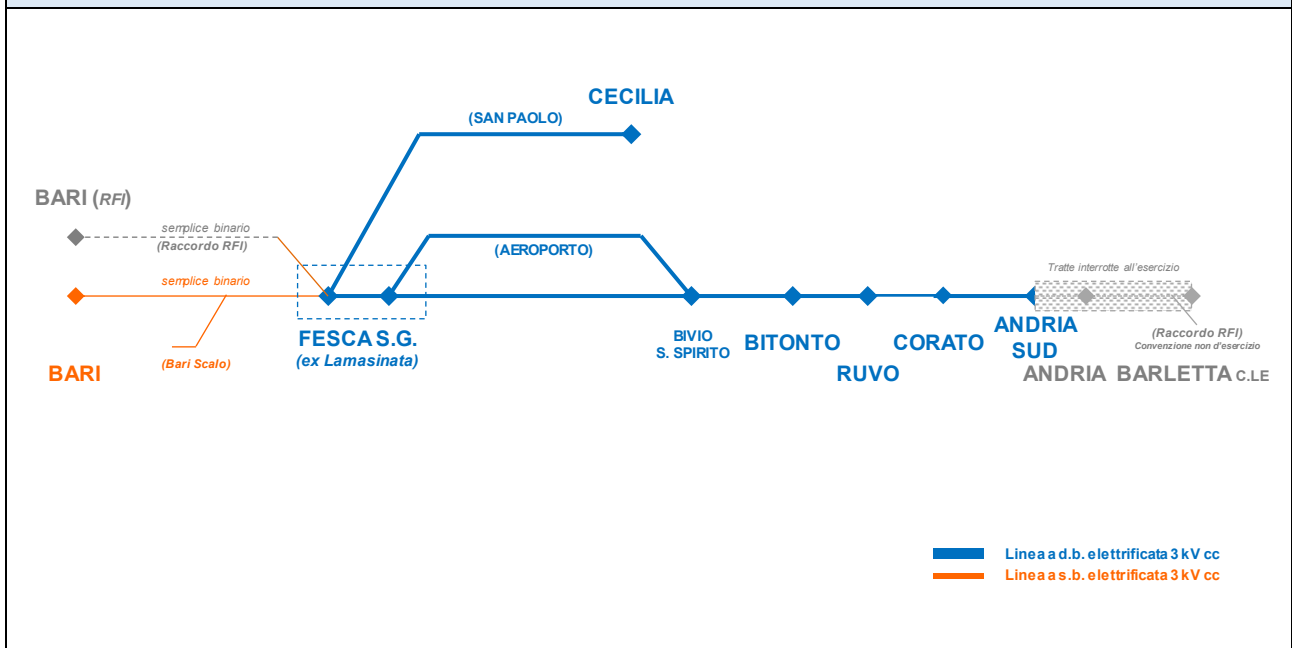 CECILIA
(SAN PAOLO)
BARI (RFI)
semplice binario
(Raccordo RFI)
(AEROPORTO)
semplice binario
Tratte interrotte all'esercizio
FESCA S.G.
(ex Lamasinata)
(Bari Scalo)
BARI
BIVIO
S. SPIRITO
BITONTO
RUVO
CORATO
ANDRIA
SUD
(Raccordo RFI)
Convenzione non d'esercizio
ANDRIA
BARLETTA C.LE
Linea a d.b. elettrificata 3 kV cc
Linea a s.b. elettrificata 3 kV cc